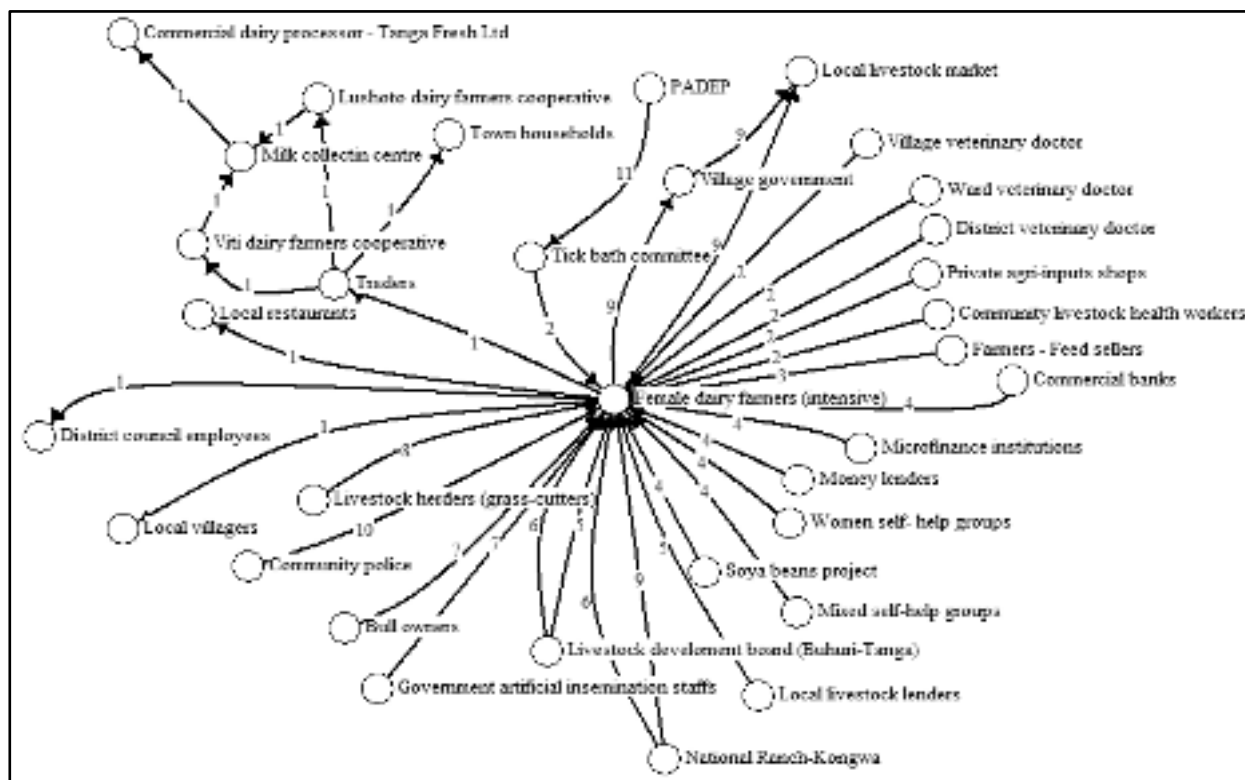 Commercial dairy processor - Tanga Fresh Ltd
Local livestock market
PADEP
Lushoto dairy farmers cooperative
1
9
1
Town households
Village veterinary doctor
Milk collectin centre
11
Village government
Ward veterinary doctor
1
1
1
District veterinary doctor
Viti dairy farmers cooperative
Tick bath committee
9
2
Private agri-inputs shops
1
Traders
2
Local restaurants
9
2
Community livestock health workers
2
1
2
Farmers - Feed sellers
1
2
3
Commercial banks
1
Female dairy farmers (intensive)
4
District council employees
1
4
Microfinance institutions
8
4
Money lenders
4
Livestock herders (grass-cutters)
4
4
Local villagers
10
6
5
Women self- help groups
Community police
7
7
5
Soya beans project
9
6
Mixed self-help groups
Bull owners
Livestock develoment board (Buhuri-Tanga)
Government artificial insemination staffs
Local livestock lenders
National Ranch-Kongwa